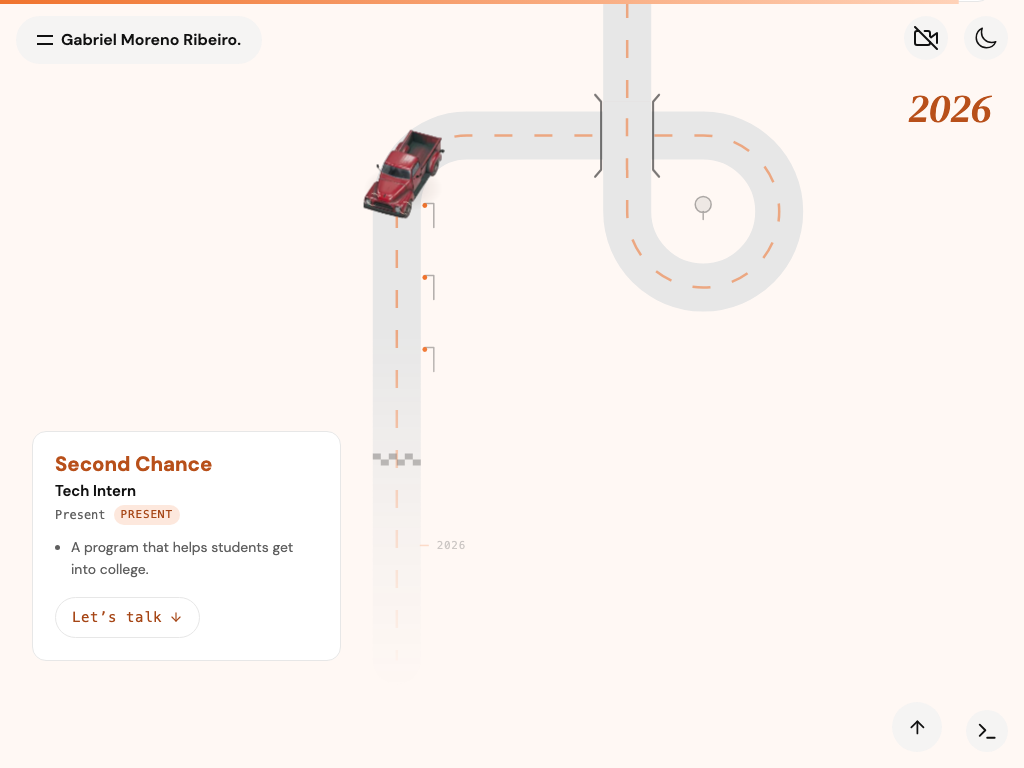 Gabriel Moreno Ribeiro.
2026
Second Chance
Tech Intern
Present PRESENT
• A program that helps students get
into college.
Let’s talk ↓
2026